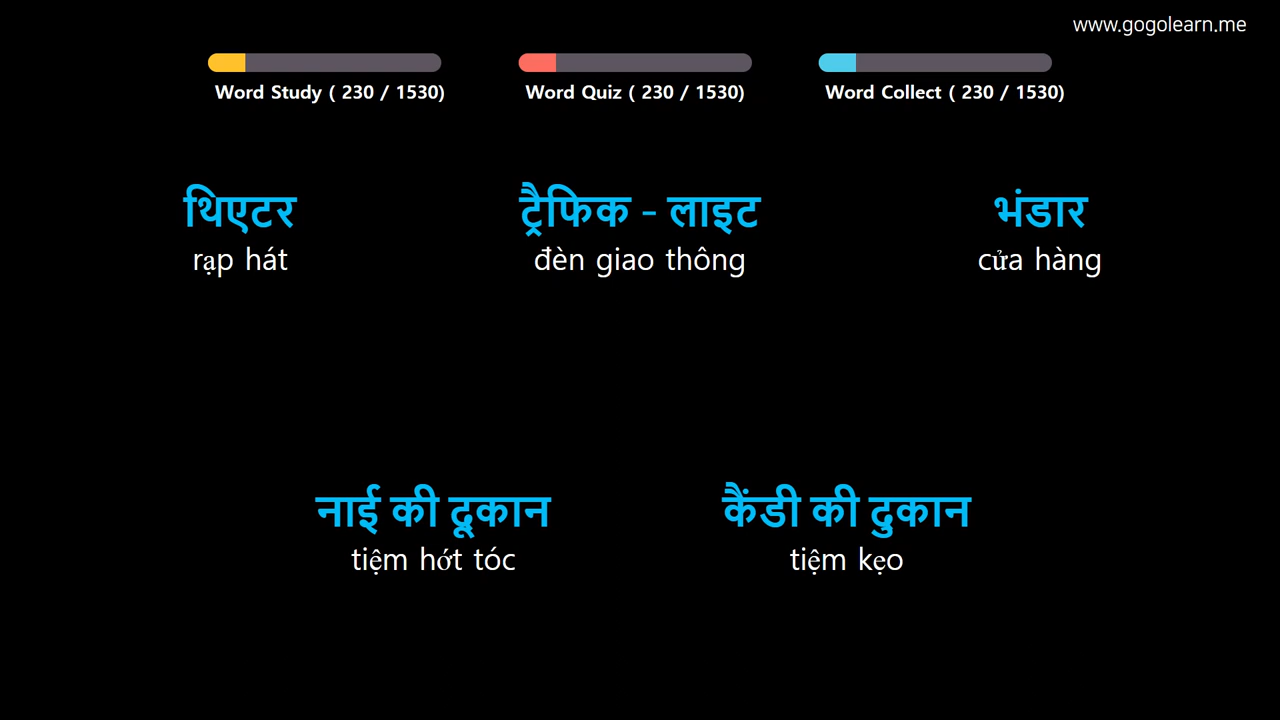 www.gogolearn.me
Word Study ( 230 / 1530)
Word Quiz ( 230 / 1530)
Word Collect ( 230 / 1530)
थिएटर
rạp hát
ट्रैफिक - लाइट
đèn giao thông
भंडार
cửa hàng
नाई की दूकान
tiệm hớt tóc
कैंडी की दुकान
tiệm kẹo